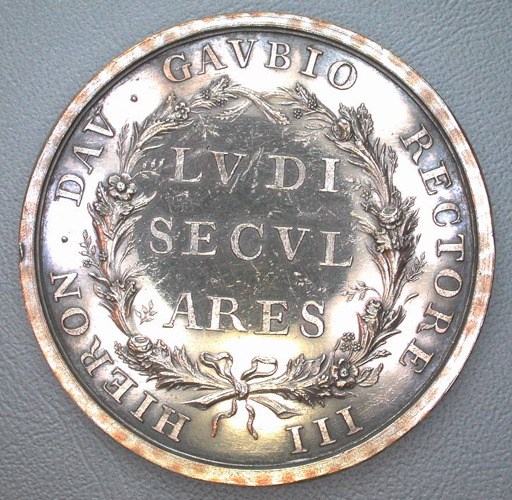 HIERON · DAV · GAVBIO RECTORE III
LVDI
SECVL
ARES